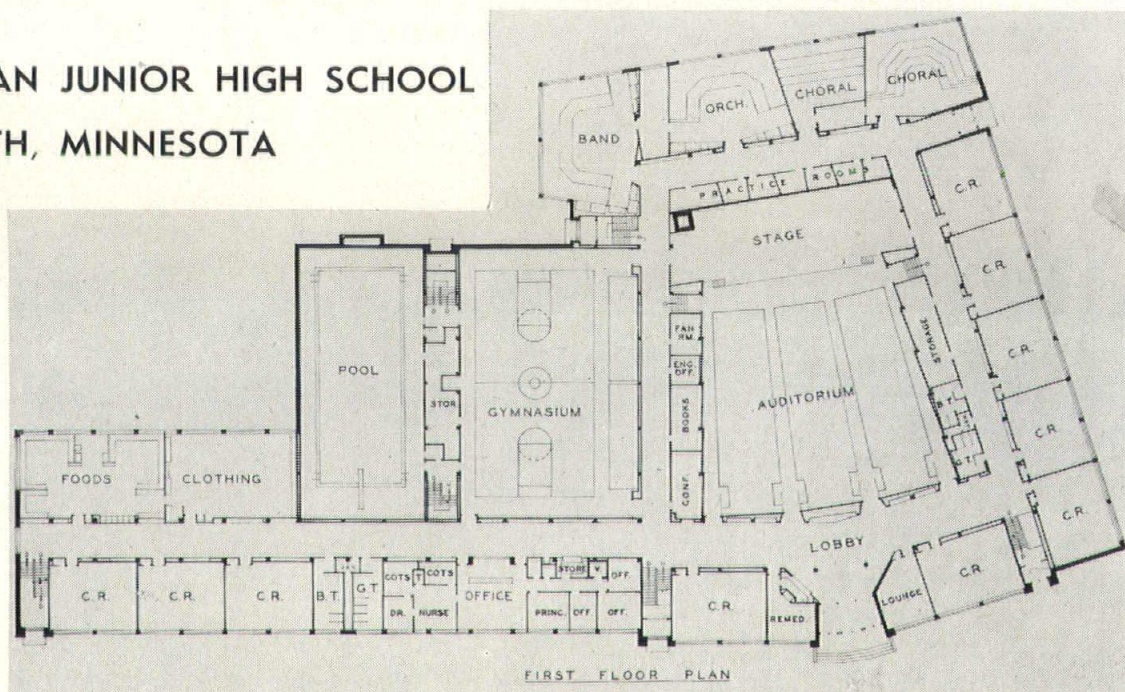 AN JUNIOR HIGH SCHOOL
TH, MINNESOTA
BAND
ORCH.
CHORAL
CHORAL
PRACTICE ROOMS
STAGE
C.R.
C.R.
C.R.
C.R.
C.R.
POOL
STOR
GYMNASIUM
FAN RM.
ENG. OFF.
BOOKS
CONF.
AUDITORIUM
STORAGE
B.T.
G.T.
FOODS
CLOTHING
LOBBY
C.R.
C.R.
C.R.
B.T.
G.T.
COTS
T
COTS
DR.
NURSE
OFFICE
STORE
V.
OFF.
PRINC.
OFF.
OFF.
C.R.
REMED.
LOUNGE
C.R.
FIRST FLOOR PLAN